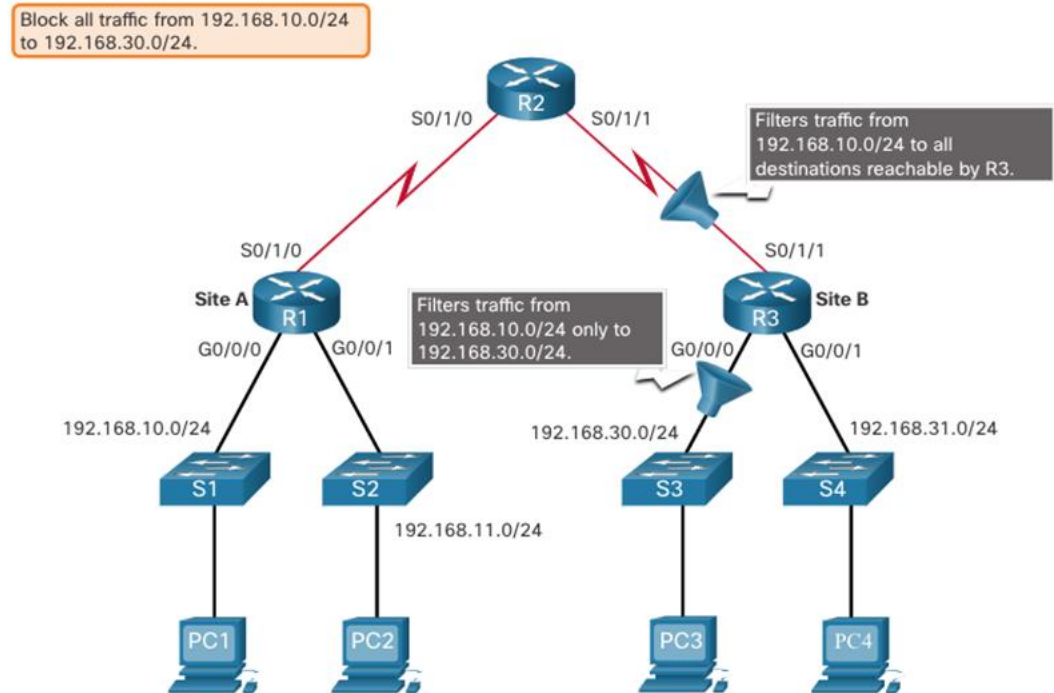 Block all traffic from 192.168.10.0/24
to 192.168.30.0/24.
R2
S0/1/0
S0/1/1
Filters traffic from
192.168.10.0/24 to all
destinations reachable by R3.
S0/1/0
S0/1/1
Site A
R1
Filters traffic from
192.168.10.0/24 only to
192.168.30.0/24.
R3
Site B
G0/0/0
G0/0/1
G0/0/0
G0/0/1
192.168.10.0/24
192.168.30.0/24
192.168.31.0/24
S1
S2
S3
S4
192.168.11.0/24
PC1
PC2
PC3
PC4